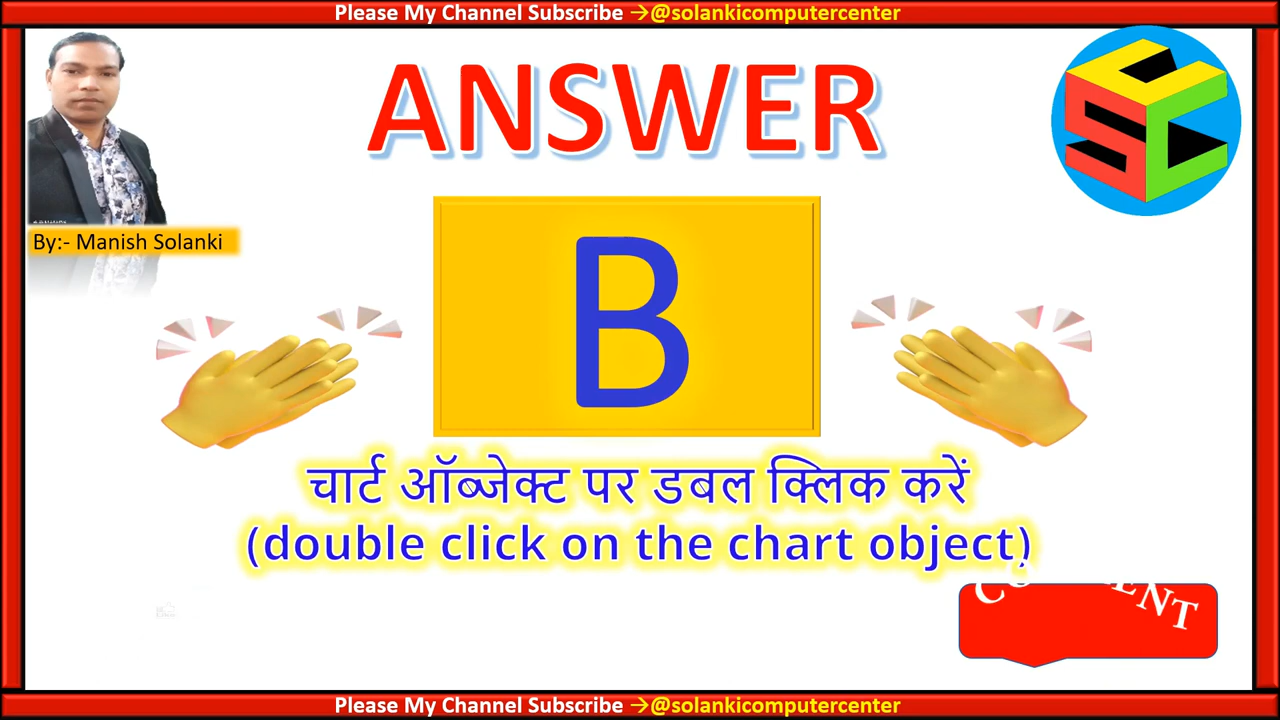 Please My Channel Subscribe →@solankicomputercenter
ANSWER
By:- Manish Solanki
B
चार्ट ऑब्जेक्ट पर डबल क्लिक करें
(double click on the chart object)
Please My Channel Subscribe →@solankicomputercenter